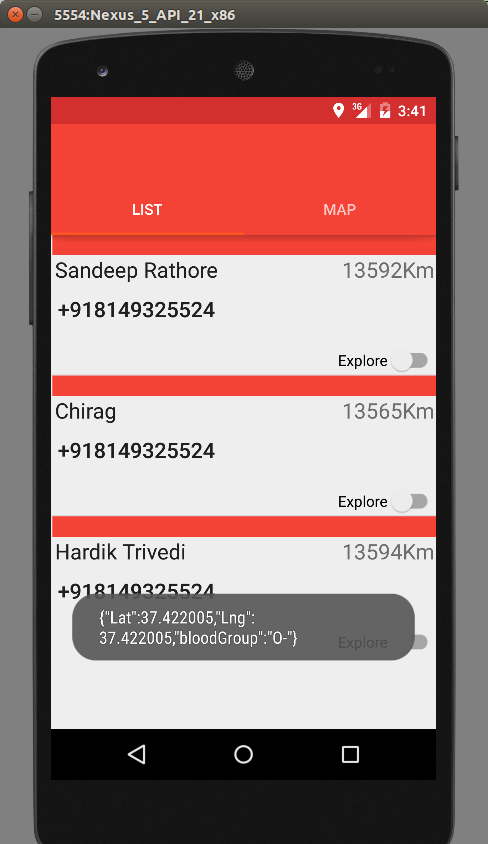 5554:Nexus_5_API_21_x86
3G 3:41
LIST MAP
Sandeep Rathore 13592Km
+918149325524
Explore
Chirag 13565Km
+918149325524
Explore
Hardik Trivedi 13594Km
+918149325524
{"Lat":37.422005,"Lng":
37.422005,"bloodGroup":"O-"}
Explore